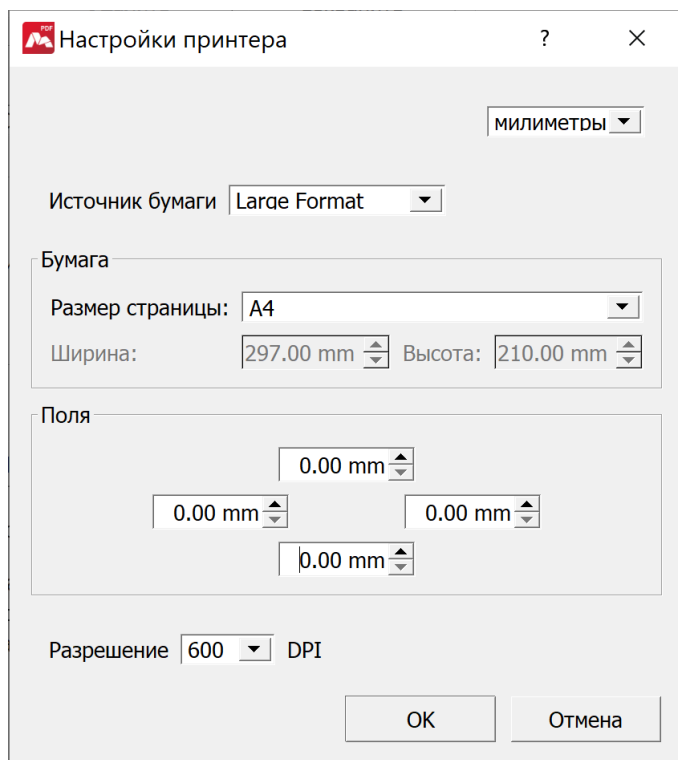 PDF
Настройки принтера ?
милиметры
Источник бумаги Large Format
Бумага
Размер страницы: A4
Ширина: 297.00 mm Высота: 210.00 mm
Поля
0.00 mm
0.00 mm 0.00 mm
0.00 mm
Разрешение 600 DPI
OK Отмена